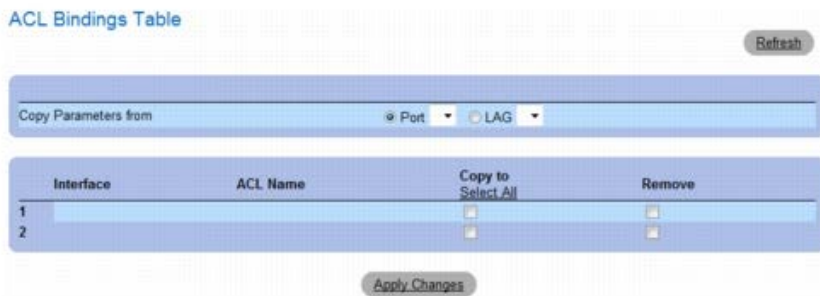 ACL Bindings Table
Refresh
Copy Parameters from Port LAG
Interface ACL Name Copy to Select All Remove
1
2
Apply Changes